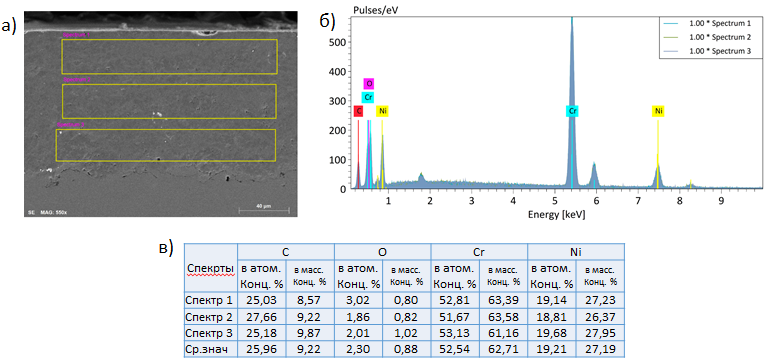 а)
SE MAG: 550x
40 µm
б)
Pulses/eV
1.00 * Spectrum 1
1.00 * Spectrum 2
1.00 * Spectrum 3
500
400
300
200
100
0
C
O
Cr
Ni
Cr
Ni
1 2 3 4 5 6 7 8 9
Energy [keV]
в)
Спекрты C O Cr Ni
в атом. Конц. % в масс. Конц. % в атом. Конц. % в масс. Конц. % в атом. Конц. % в масс. Конц. % в атом. Конц. % в масс. Конц. %
Спектр 1 25,03 8,57 3,02 0,80 52,81 63,39 19,14 27,23
Спектр 2 27,66 9,22 1,86 0,82 51,67 63,58 18,81 26,37
Спектр 3 25,18 9,87 2,01 1,02 53,13 61,16 19,68 27,95
Ср.знач 25,96 9,22 2,30 0,88 52,54 62,71 19,21 27,19